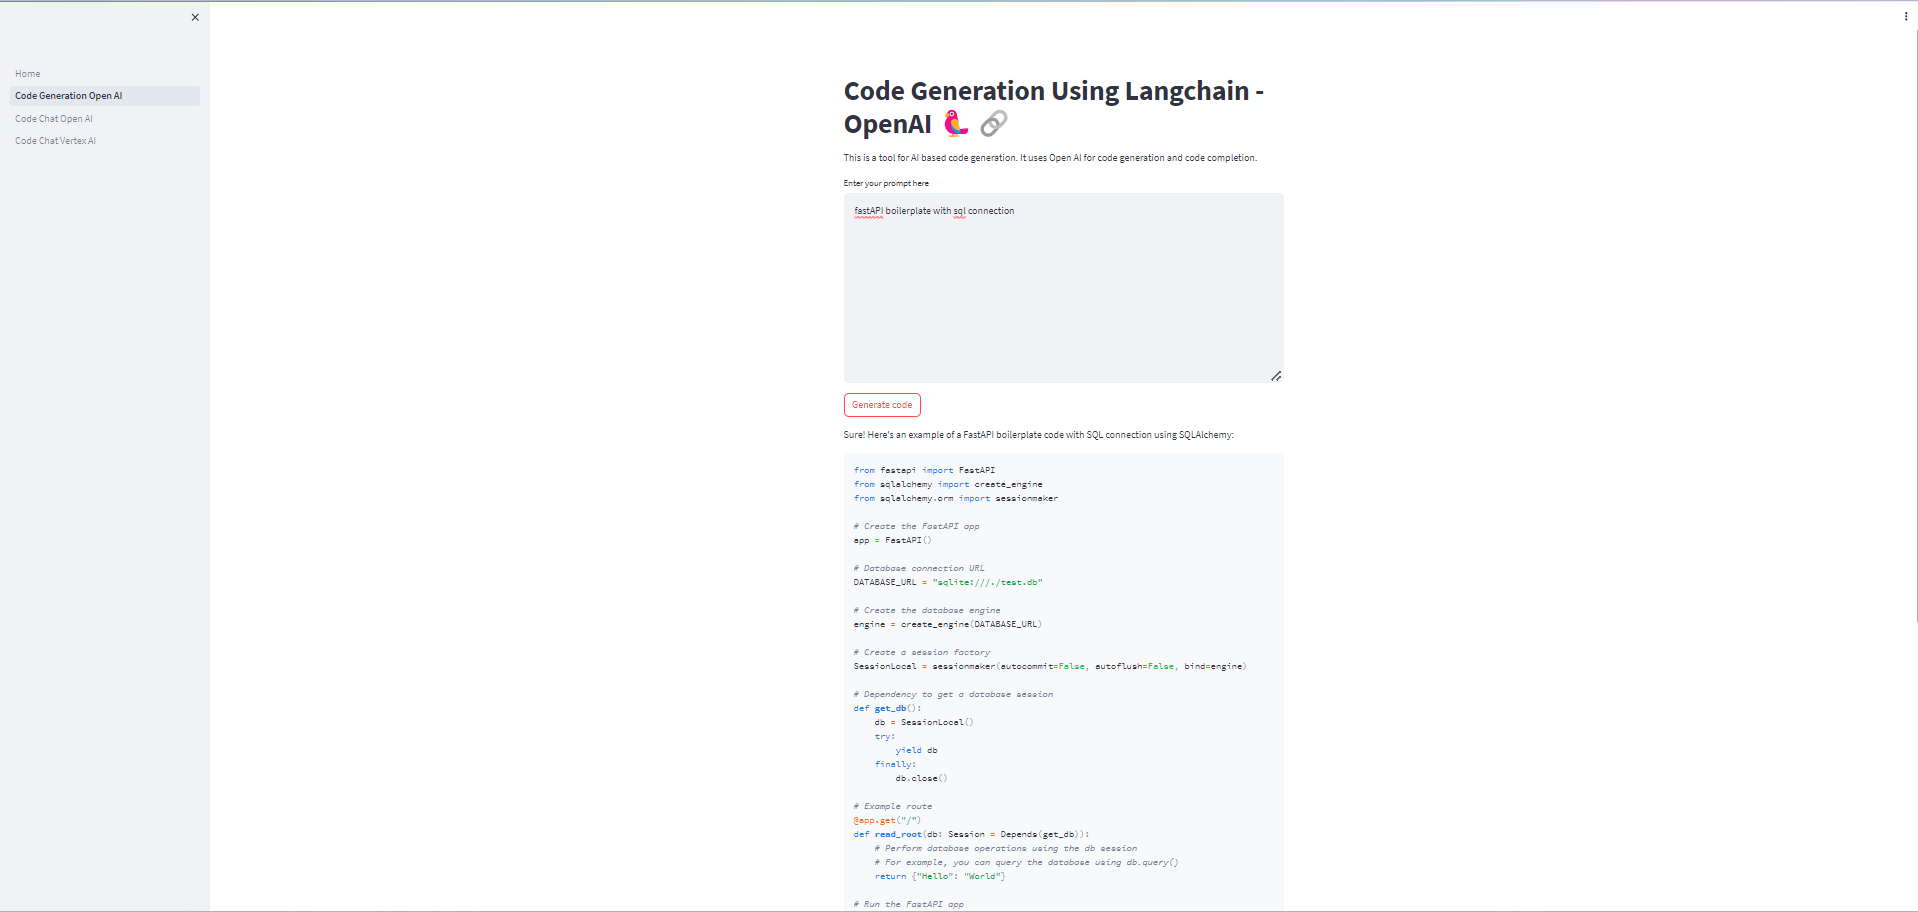 Home
Code Generation Open AI
Code Chat Open AI
Code Chat Vertex AI
Code Generation Using Langchain -
OpenAI 🦜 🔗
This is a tool for AI based code generation. It uses Open AI for code generation and code completion.
Enter your prompt here
fastAPI boilerplate with sql connection
Generate code
Sure! Here's an example of a FastAPI boilerplate code with SQL connection using SQLAlchemy:
from fastapi import FastAPI
from sqlalchemy import create_engine
from sqlalchemy.orm import sessionmaker
# Create the FastAPI app
app = FastAPI()
# Database connection URL
DATABASE_URL = "sqlite:///./test.db"
# Create the database engine
engine = create_engine(DATABASE_URL)
# Create a session factory
SessionLocal = sessionmaker(autocommit=False, autoflush=False, bind=engine)
# Dependency to get a database session
def get_db():
    db = SessionLocal()
    try:
        yield db
    finally:
        db.close()
# Example route
@app.get("/")
def read_root(db: Session = Depends(get_db)):
    # Perform database operations using the db session
    # For example, you can query the database using db.query()
    return {"Hello": "World"}
# Run the FastAPI app